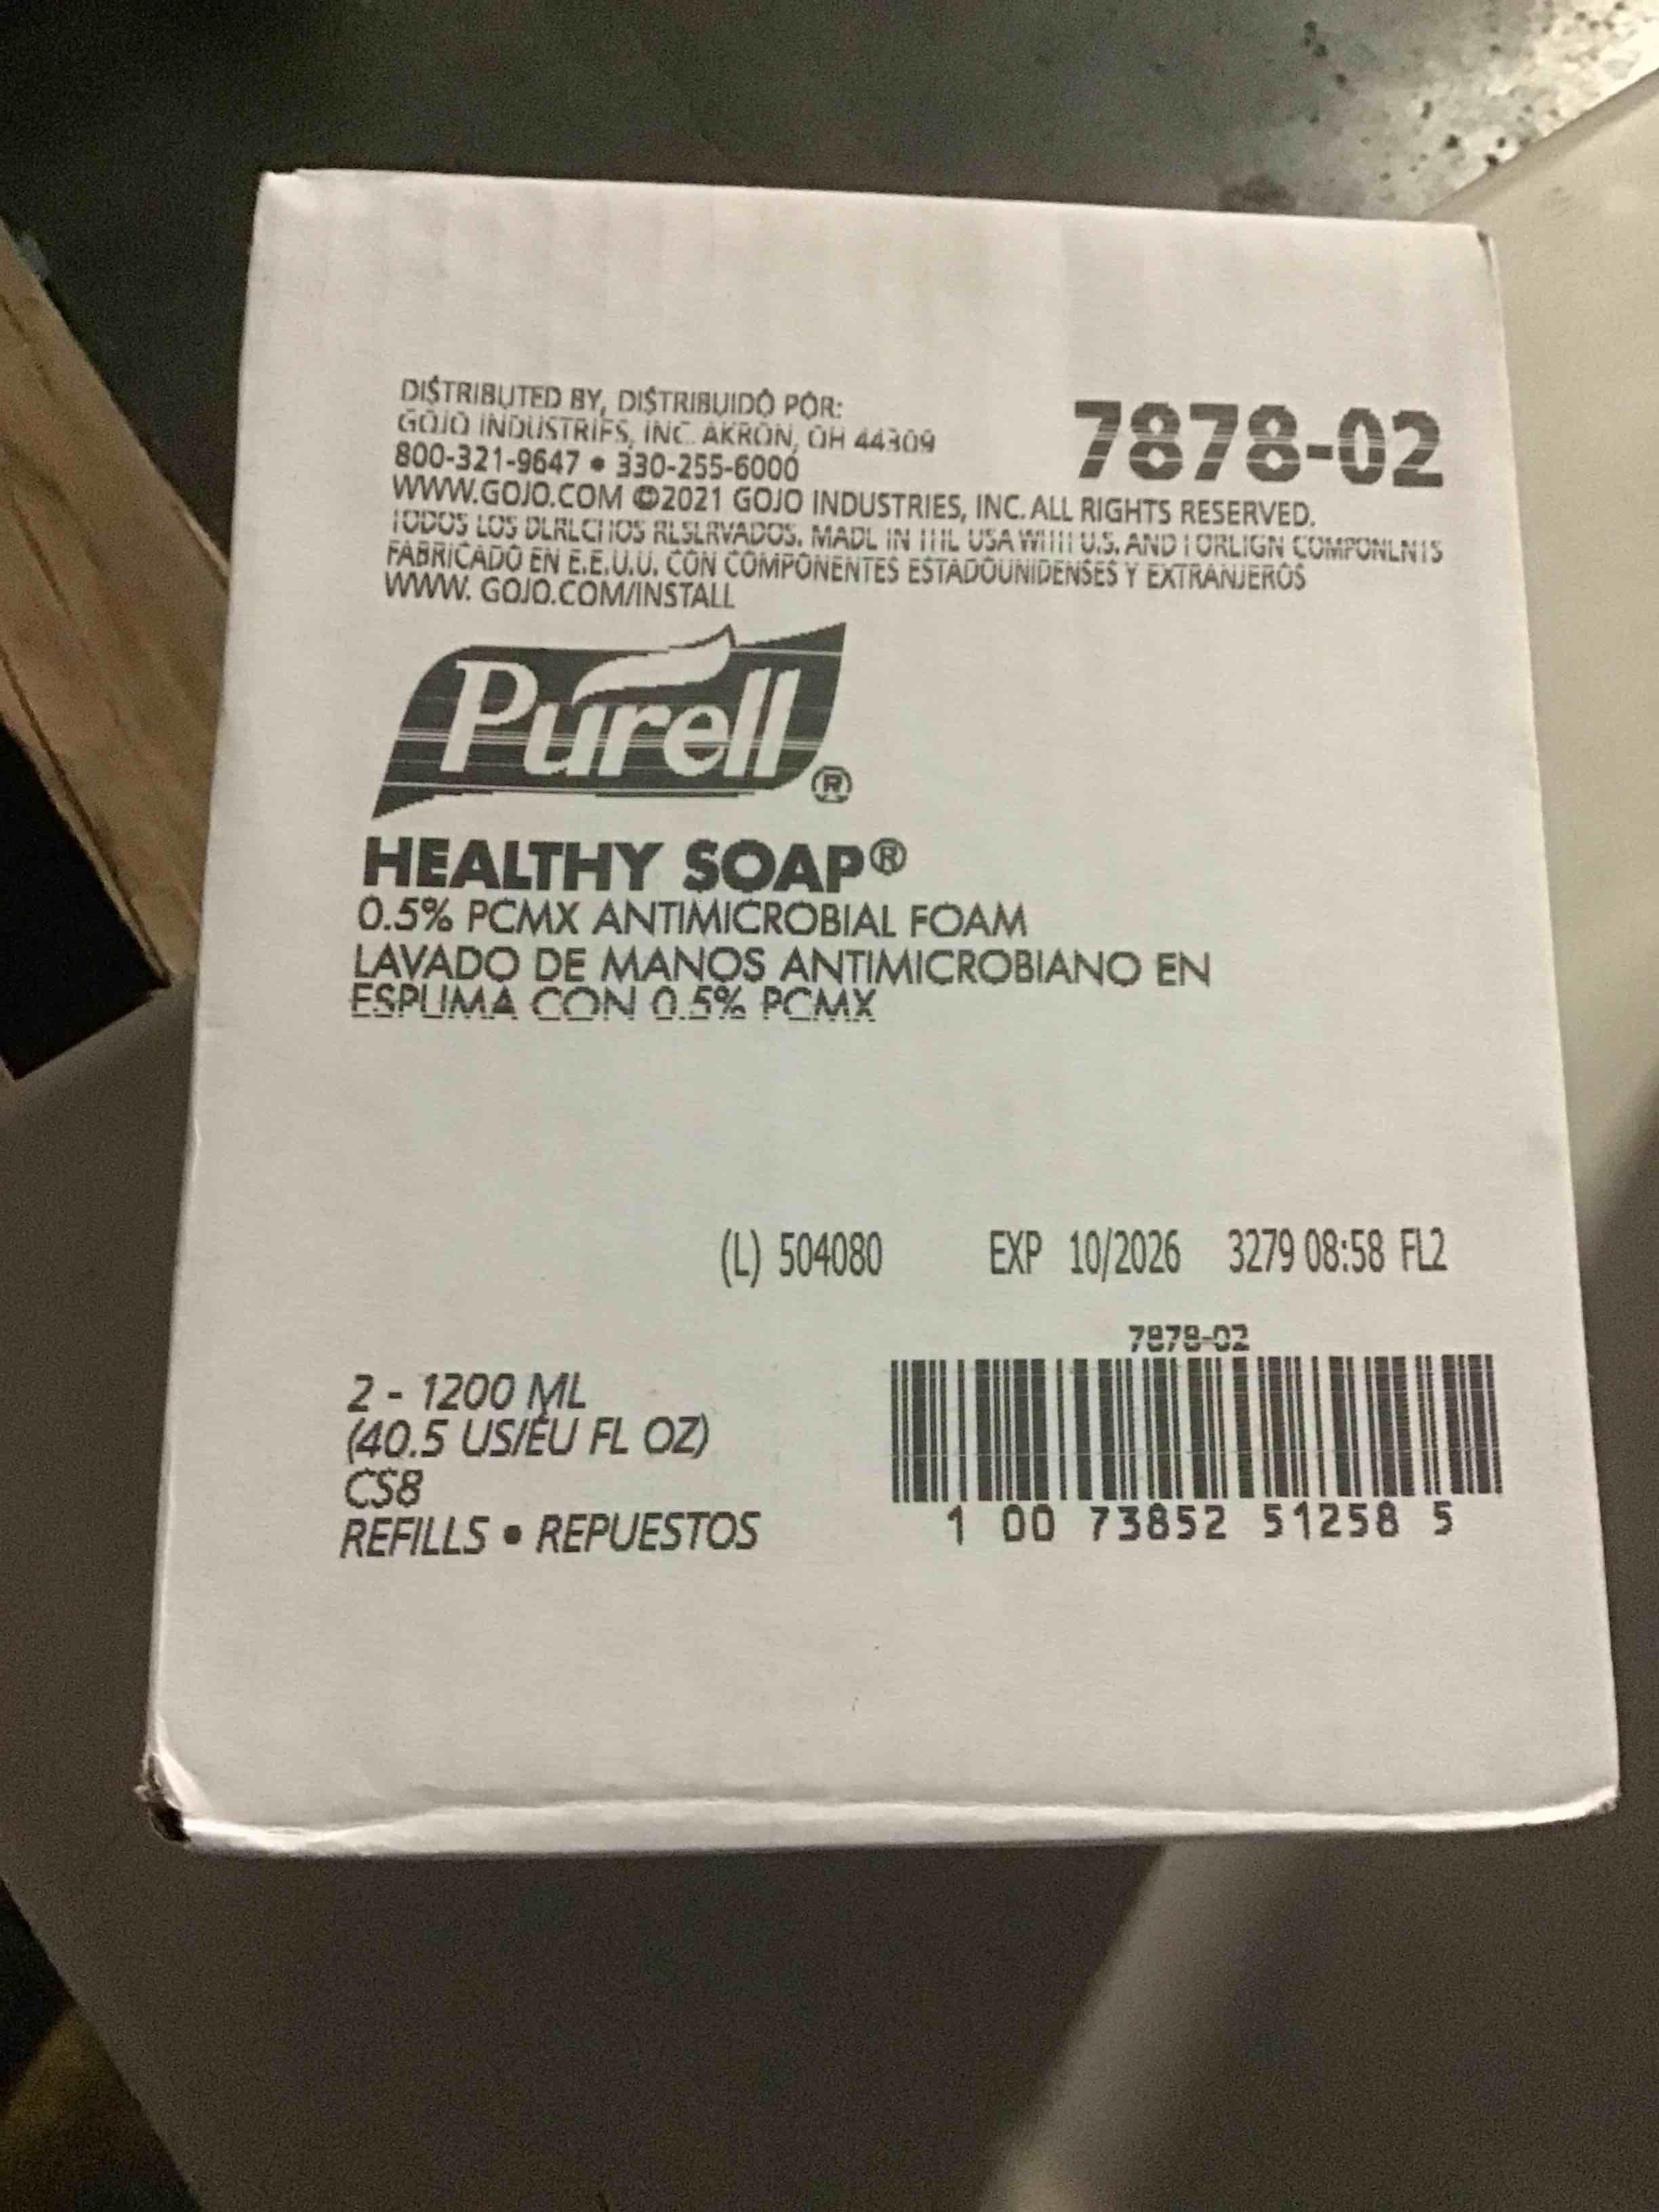 DISTRIBUTED BY, DISTRIBUIDO POR:
GOJO INDUSTRIES, INC. AKRON, OH 44309
7878-02
800-321-9647 • 330-255-6000
WWW.GOJO.COM ©2021 GOJO INDUSTRIES, INC. ALL RIGHTS RESERVED.
TODOS LOS DERECHOS RESERVADOS. MADE IN THE USA WITH U.S. AND FOREIGN COMPONENTS
FABRICADO EN E.E.U.U. CON COMPONENTES ESTADOUNIDENSES Y EXTRANJEROS
WWW. GOJO.COM/INSTALL
Purell®
HEALTHY SOAP®
0.5% PCMX ANTIMICROBIAL FOAM
LAVADO DE MANOS ANTIMICROBIANO EN
ESPUMA CON 0.5% PCMX
(L) 504080 EXP 10/2026 3279 08:58 FL2
7878-02
2 - 1200 ML
(40.5 US/EU FL OZ)
CS8
REFILLS • REPUESTOS
1 00 73852 51258 5